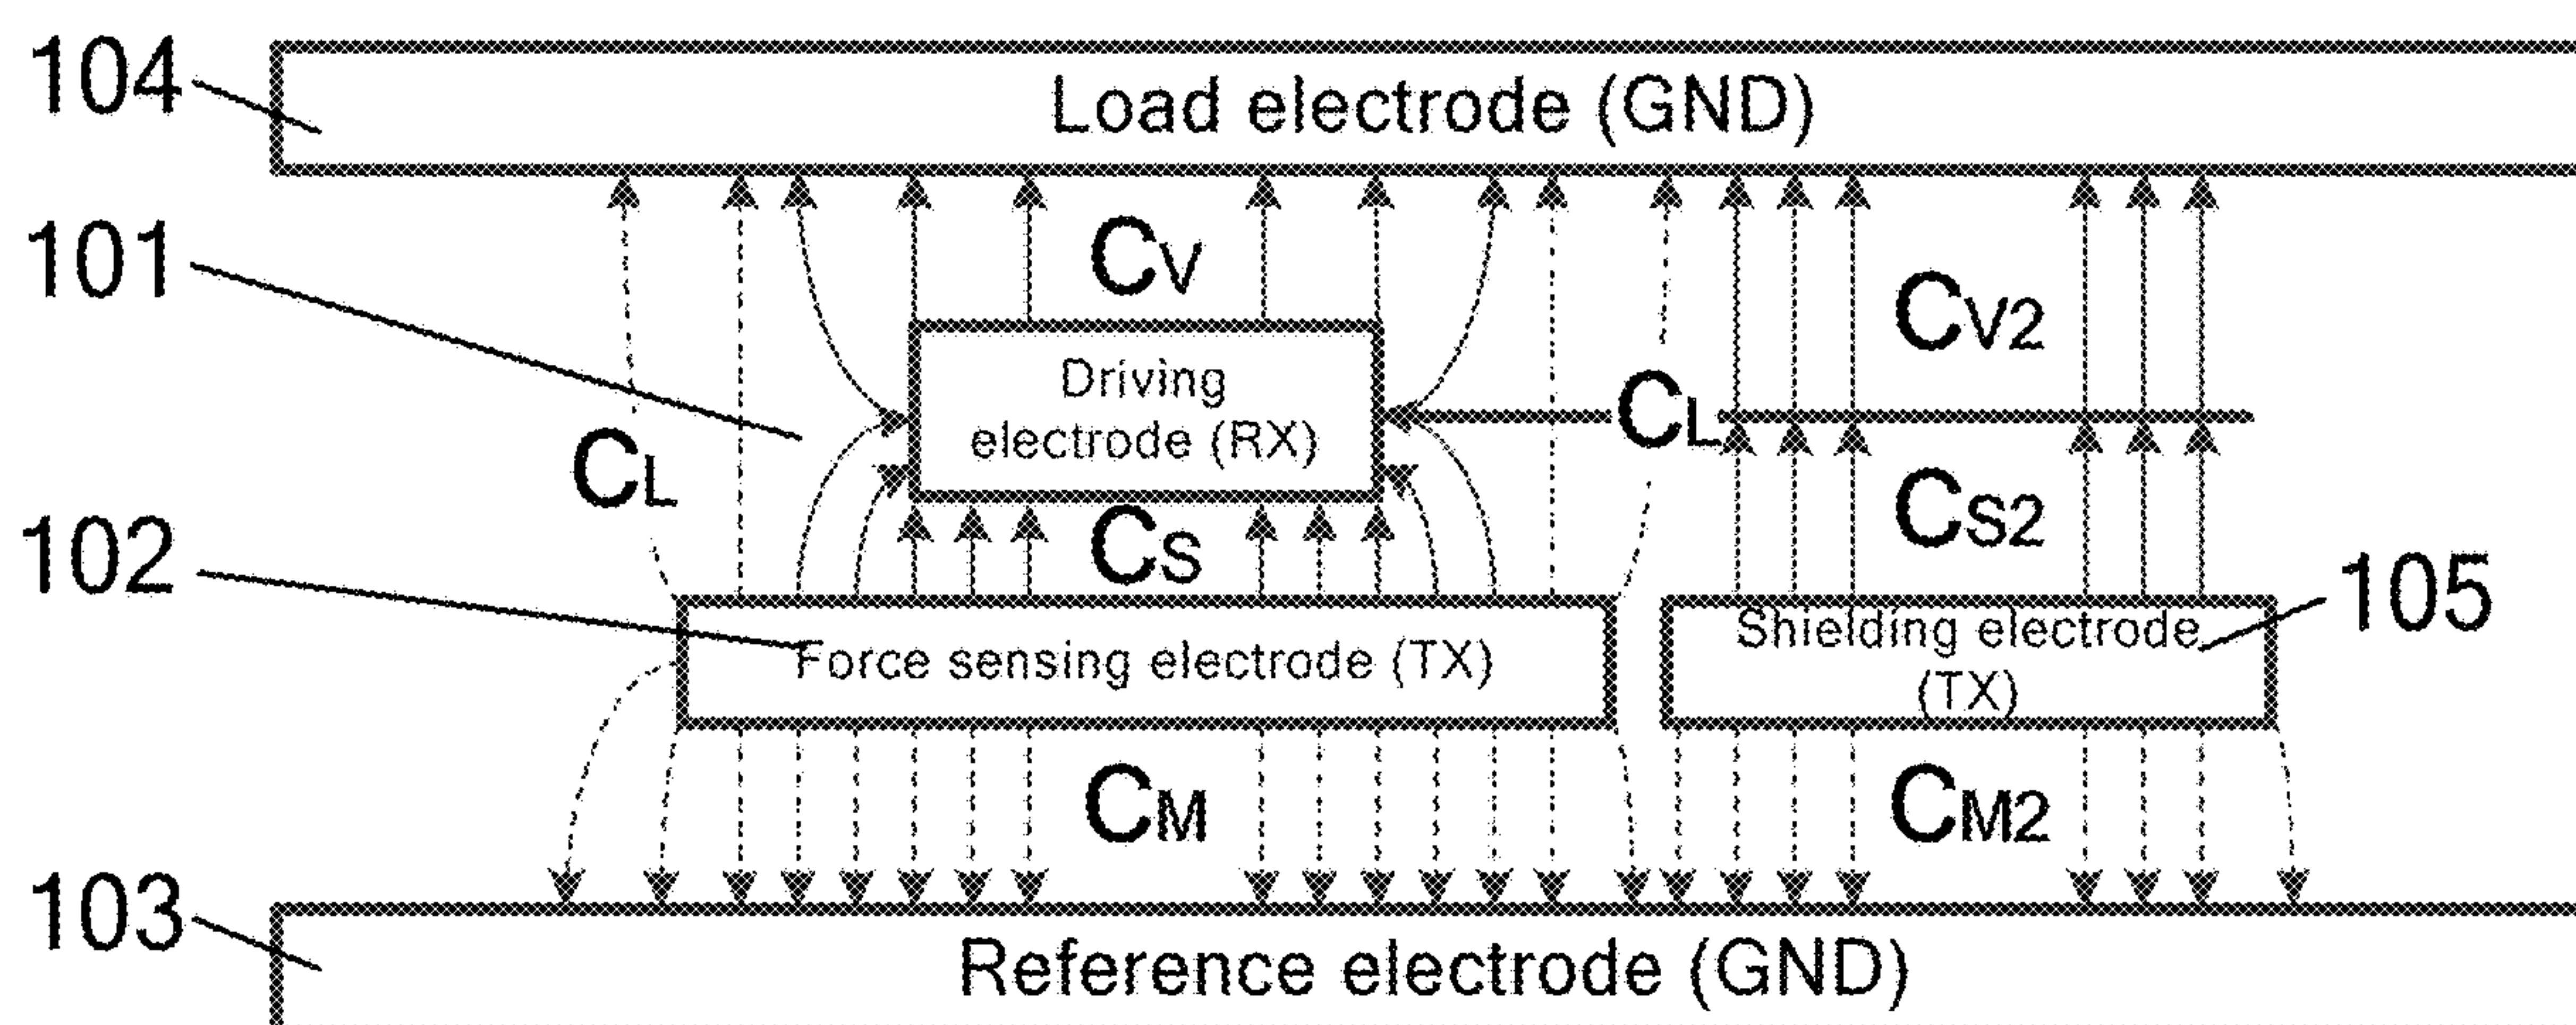 104
Load electrode (GND)
101
CV
CV2
Driving
electrode (RX)
CL
CL
102
CS
CS2
105
Force sensing electrode (TX)
Shielding electrode
(TX)
CM
CM2
103
Reference electrode (GND)